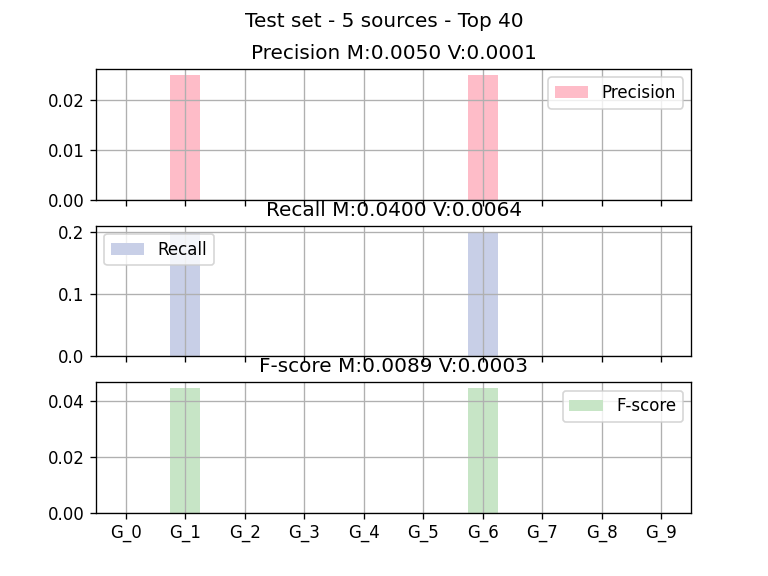 Test set - 5 sources - Top 40
Precision M:0.0050 V:0.0001
0.02
0.01
0.00
Precision
Recall M:0.0400 V:0.0064
0.2
0.1
0.0
Recall
F-score M:0.0089 V:0.0003
0.04
0.02
0.00
F-score
G_0 G_1 G_2 G_3 G_4 G_5 G_6 G_7 G_8 G_9